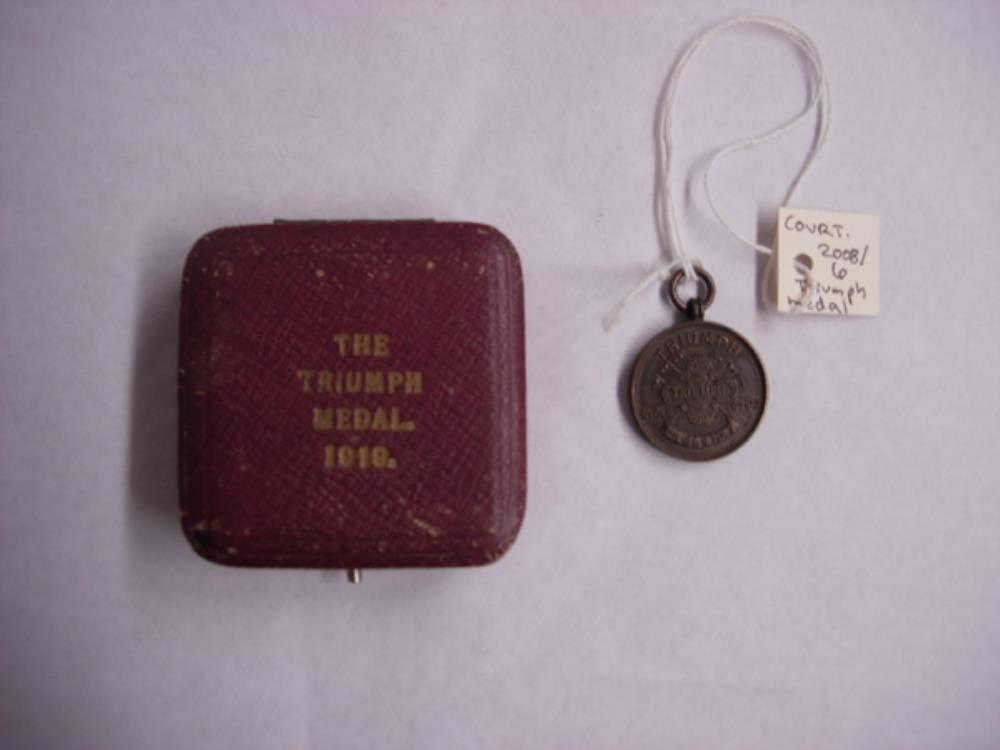 THE
TRIUMPH
MEDAL.
1919.
COURT.
2008/
6
Triumph
medal
TRIUMPH